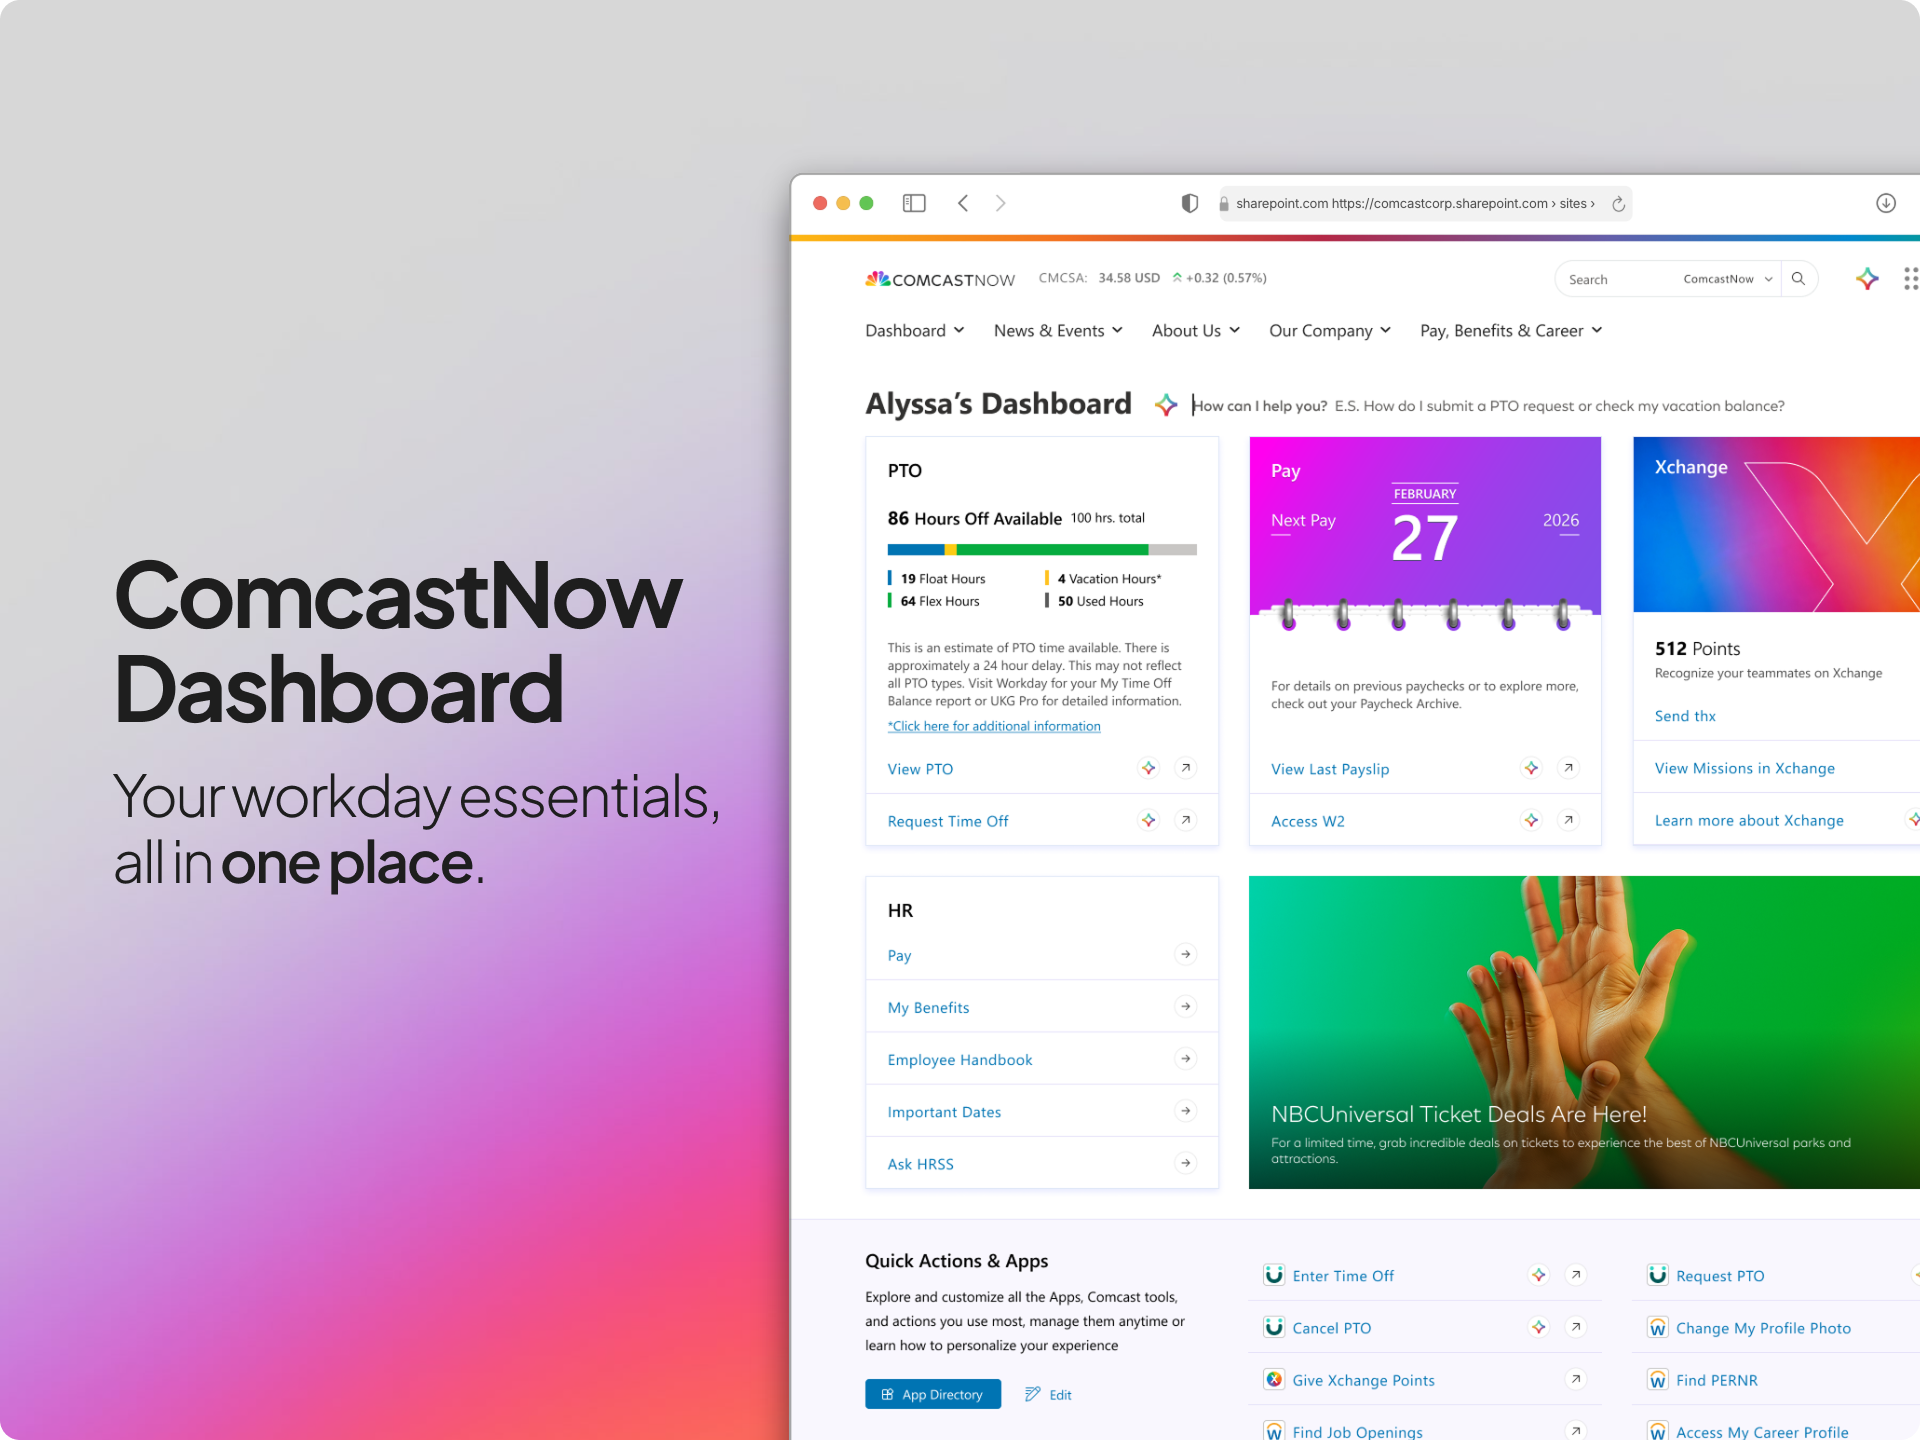 ComcastNow
Dashboard
Your workday essentials,
all in one place.
sharepoint.com https://comcastcorp.sharepoint.com › sites ›
COMCASTNOW
CMCSA: 34.58 USD +0.32 (0.57%)
Search
ComcastNow
Dashboard
News & Events
About Us
Our Company
Pay, Benefits & Career
Alyssa's Dashboard
How can I help you? E.S. How do I submit a PTO request or check my vacation balance?
PTO
86 Hours Off Available 100 hrs. total
19 Float Hours
4 Vacation Hours*
64 Flex Hours
50 Used Hours
This is an estimate of PTO time available. There is
approximately a 24 hour delay. This may not reflect
all PTO types. Visit Workday for your My Time Off
Balance report or UKG Pro for detailed information.
*Click here for additional information
View PTO
Request Time Off
Pay
Next Pay
FEBRUARY
27
2026
For details on previous paychecks or to explore more,
check out your Paycheck Archive.
View Last Payslip
Access W2
Xchange
512 Points
Recognize your teammates on Xchange
Send thx
View Missions in Xchange
Learn more about Xchange
HR
Pay
My Benefits
Employee Handbook
Important Dates
Ask HRSS
NBCUniversal Ticket Deals Are Here!
For a limited time, grab incredible deals on tickets to experience the best of NBCUniversal parks and
attractions.
Quick Actions & Apps
Explore and customize all the Apps, Comcast tools,
and actions you use most, manage them anytime or
learn how to personalize your experience
App Directory
Edit
Enter Time Off
Cancel PTO
Give Xchange Points
Find Job Openings
Request PTO
Change My Profile Photo
Find PERNR
Access My Career Profile